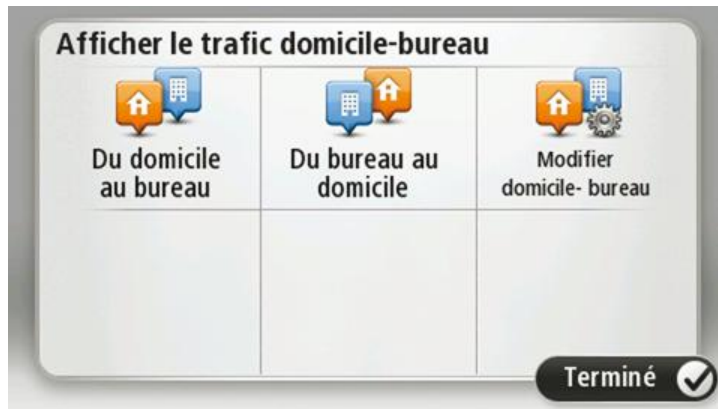 Afficher le trafic domicile-bureau
Du domicile
au bureau
Du bureau au
domicile
Modifier
domicile- bureau
Terminé